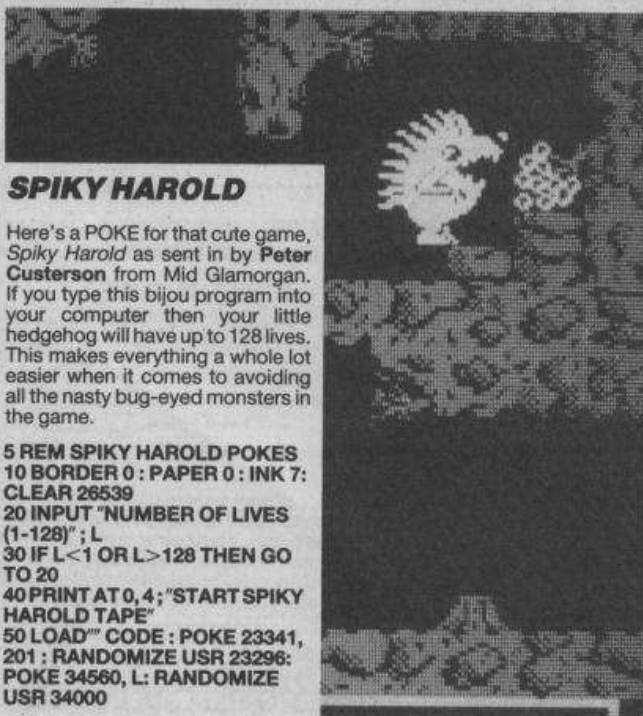 SPIKY HAROLD
Here's a POKE for that cute game,
Spiky Harold as sent in by Peter
Custerson from Mid Glamorgan.
If you type this bijou program into
your computer then your little
hedgehog will have up to 128 lives.
This makes everything a whole lot
easier when it comes to avoiding
all the nasty bug-eyed monsters in
the game.
5 REM SPIKY HAROLD POKES
10 BORDER 0 : PAPER 0 : INK 7:
CLEAR 26539
20 INPUT "NUMBER OF LIVES
(1-128)" ; L
30 IF L<1 OR L>128 THEN GO
TO 20
40 PRINT AT 0, 4 ; "START SPIKY
HAROLD TAPE"
50 LOAD"" CODE : POKE 23341,
201 : RANDOMIZE USR 23296:
POKE 34560, L: RANDOMIZE
USR 34000